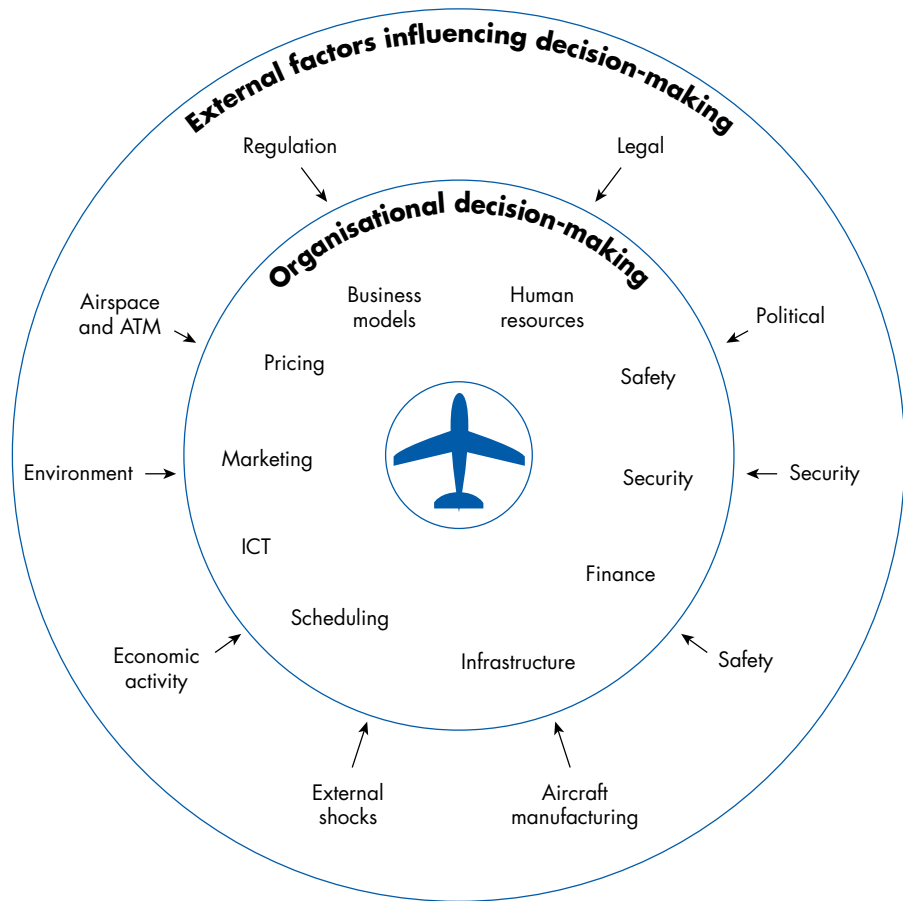 External factors influencing decision-making
Regulation
Legal
Organisational decision-making
Business
models
Human
resources
Airspace
and ATM
Political
Pricing
Safety
Environment
Marketing
Security
Security
ICT
Finance
Scheduling
Economic
activity
Infrastructure
Safety
External
shocks
Aircraft
manufacturing